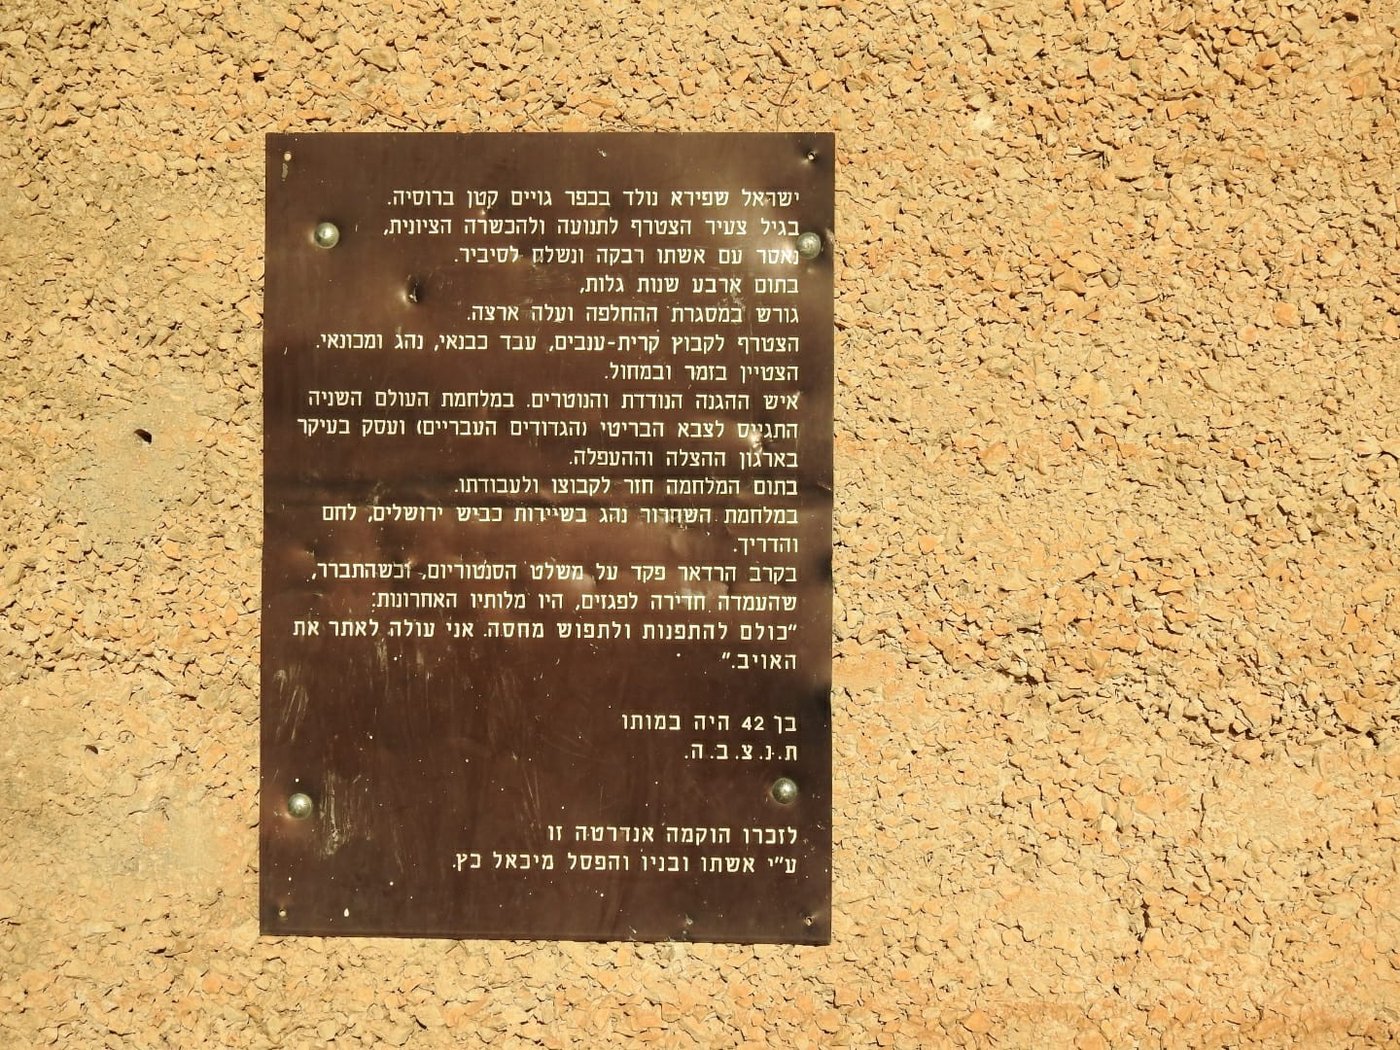 ישראל שפירא נולד בכפר גויים קטן ברוסיה.
בגיל צעיר הצטרף לתנועה ולהכשרה הציונית,
נאסר עם אשתו רבקה ונשלח לסיביר.
בתום ארבע שנות גלות,
גורש במסגרת ההחלפה ועלה ארצה.
הצטרף לקבוץ קרית-ענבים, עבד כבנאי, נהג ומכונאי.
הצטיין בזמר ובמחול.
איש ההגנה הנודדת והנוטרים. במלחמת העולם השניה
התגייס לצבא הבריטי (הגדודים העבריים) ועסק בעיקר
בארגון ההצלה וההעפלה.
בתום המלחמה חזר לקבוצו ולעבודתו.
במלחמת השחרור נהג בשיירות כביש ירושלים, לחם
והדריך.
בקרב הרדאר פקד על משלט הסנטוריום, וכשהתברר,
שהעמדה חדירה לפגזים, היו מלותיו האחרונות:
"כולם להתפנות ולתפוש מחסה. אני עולה לאתר את
האויב."
בן 42 היה במותו
ת.נ.צ.ב.ה.
לזכרו הוקמה אנדרטה זו
ע"י אשתו ובניו והפסל מיכאל כץ.